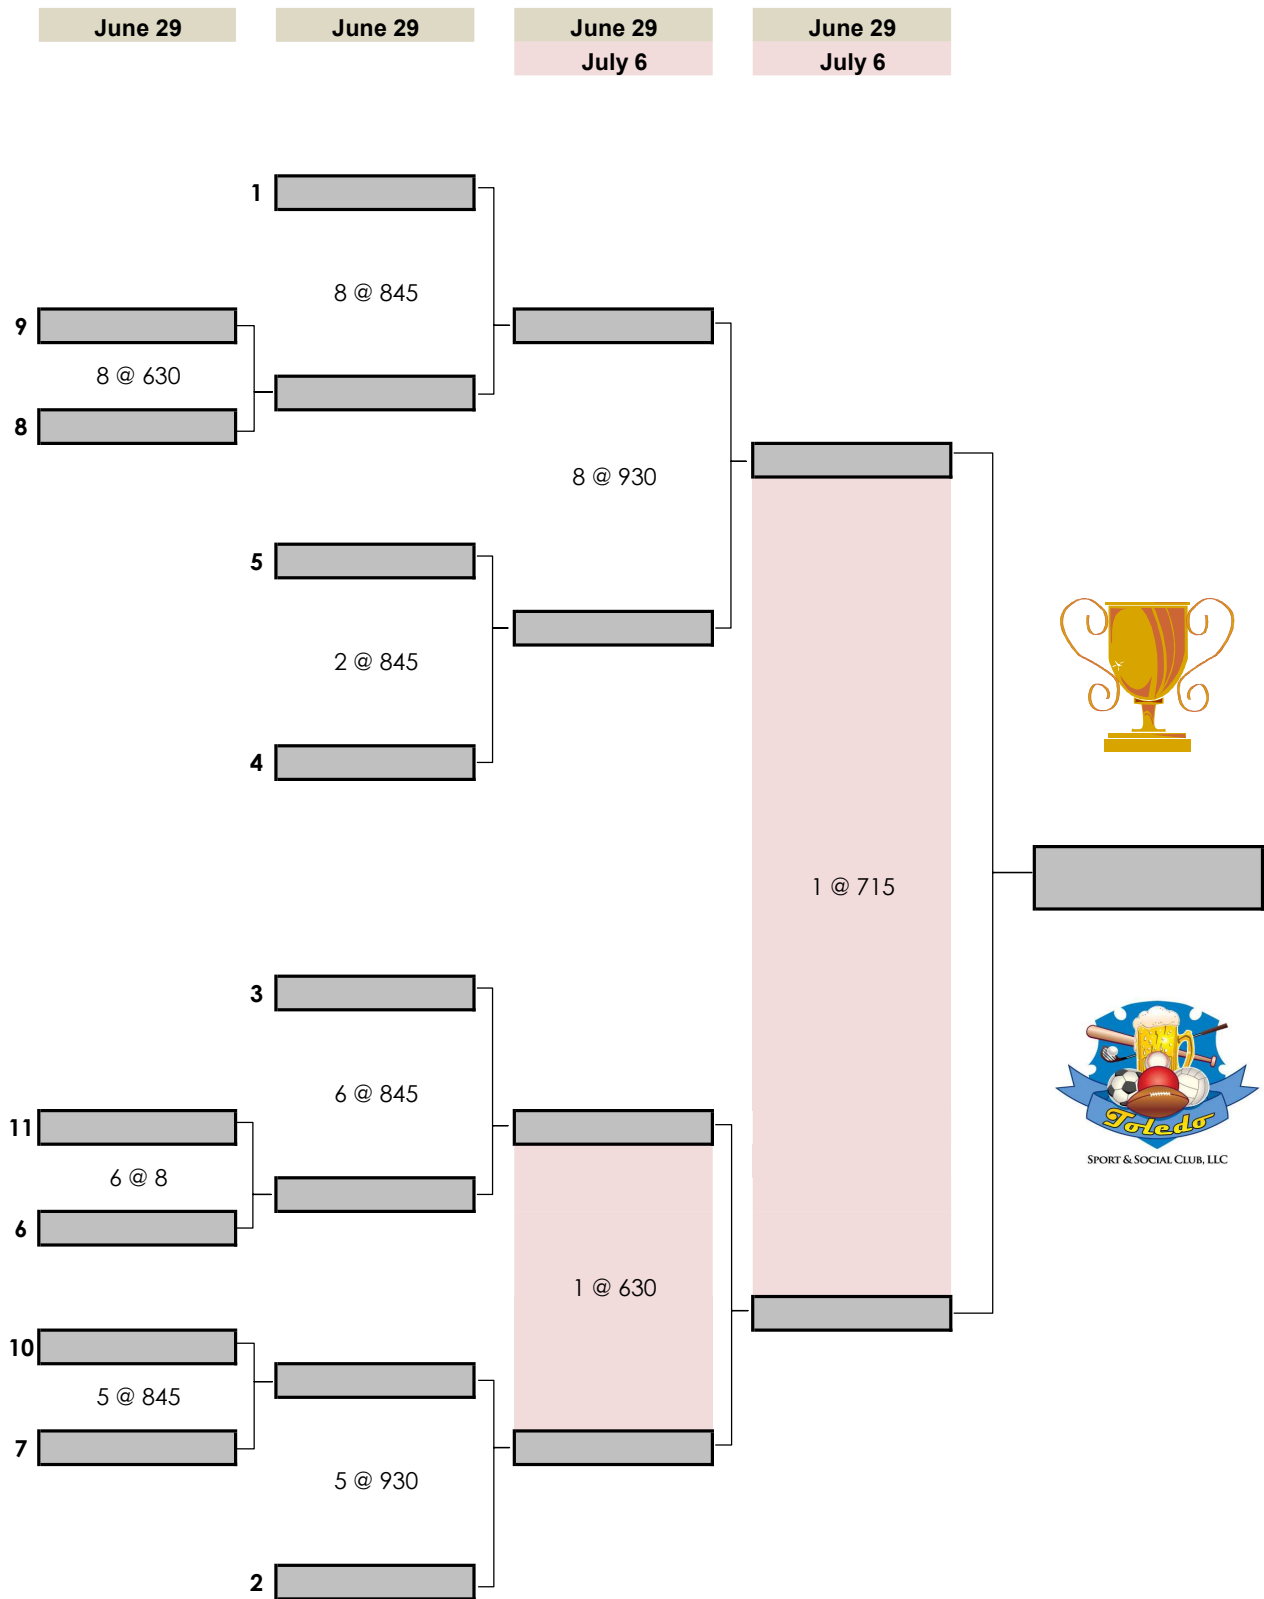 June 29 June 29 June 29 June 29
July 6 July 6
1
8 @ 845
9
8 @ 630
8
8 @ 930
5
2 @ 845
4
1 @ 715
3
6 @ 845
11
6 @ 8
6
1 @ 630
10
5 @ 845
7
5 @ 930
2
Toledo
SPORT & SOCIAL CLUB, LLC